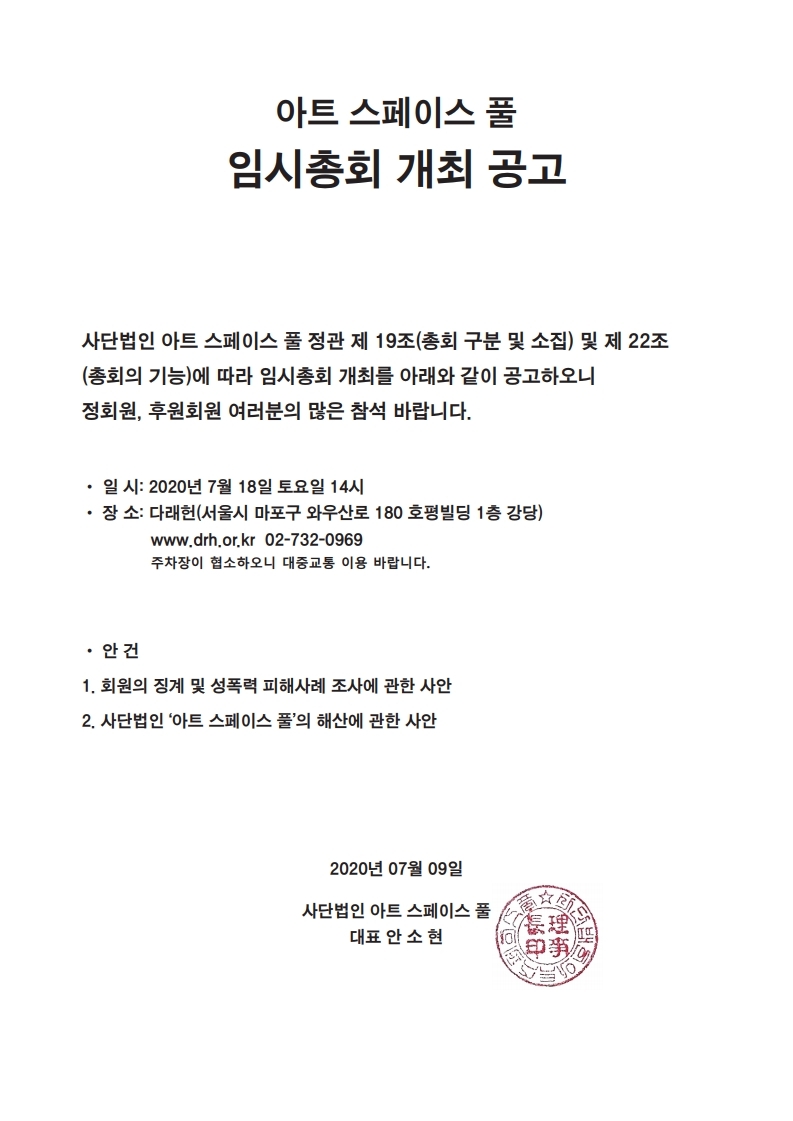 아트 스페이스 풀
임시총회 개최 공고
사단법인 아트 스페이스 풀 정관 제 19조(총회 구분 및 소집) 및 제 22조
(총회의 기능)에 따라 임시총회 개최를 아래와 같이 공고하오니
정회원, 후원회원 여러분의 많은 참석 바랍니다.
• 일 시: 2020년 7월 18일 토요일 14시
• 장 소: 다래헌(서울시 마포구 와우산로 180 호평빌딩 1층 강당)
www.drh.or.kr 02-732-0969
주차장이 협소하오니 대중교통 이용 바랍니다.
• 안 건
1. 회원의 징계 및 성폭력 피해사례 조사에 관한 사안
2. 사단법인 ‘아트 스페이스 풀’의 해산에 관한 사안
2020년 07월 09일
사단법인 아트 스페이스 풀
대표 안 소 현
理事
長印